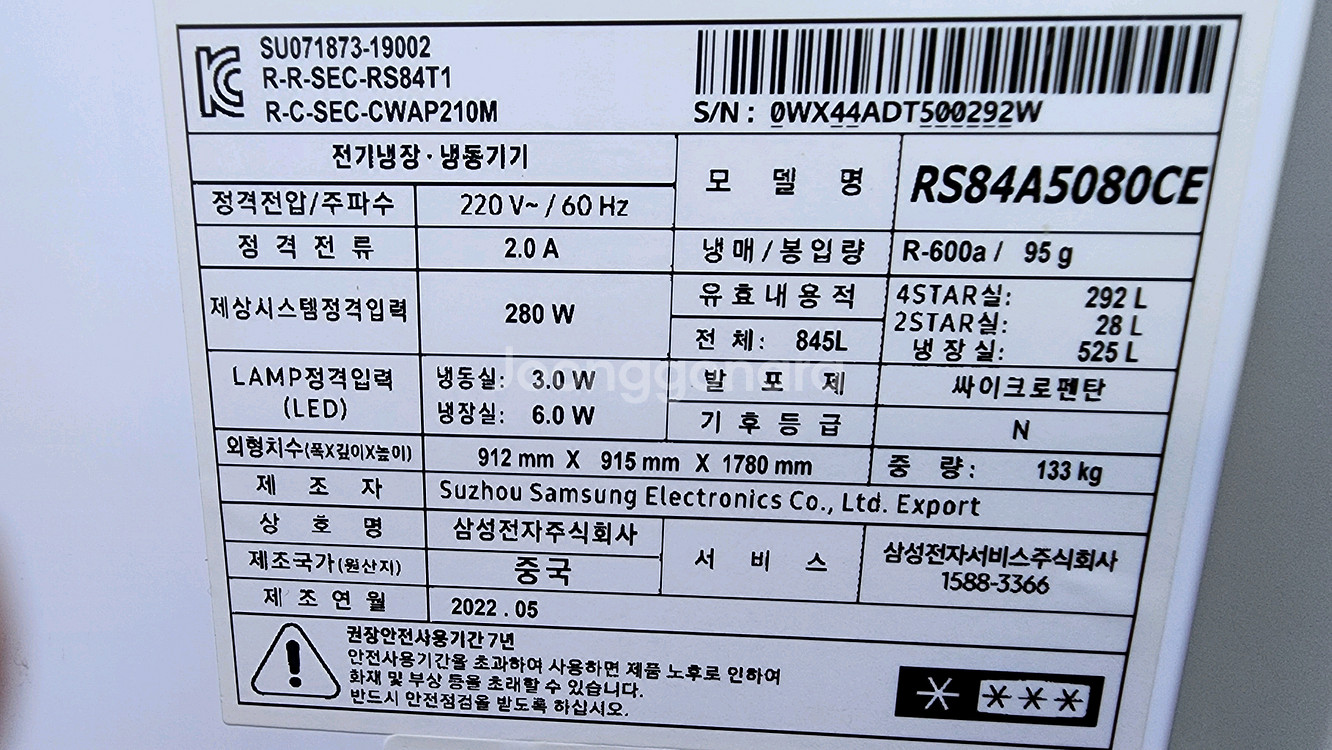 SU071873-19002
R-R-SEC-RS84T1
R-C-SEC-CWAP210M
S/N : 0WX44ADT500292W
전기냉장·냉동기기
모 델 명 RS84A5080CE
정격전압/주파수 220 V~ / 60 Hz
정 격 전 류 2.0 A
냉 매 / 봉 입 량 R-600a / 95 g
제상시스템정격입력 280 W
유 효 내 용 적
전 체 : 845L
4STAR실: 292 L
2STAR실: 28 L
냉 장 실: 525 L
LAMP정격입력
(LED)
냉동실: 3.0 W
냉장실: 6.0 W
발 포 제 싸이크로펜탄
기 후 등 급 N
외형치수(폭X깊이X높이) 912 mm X 915 mm X 1780 mm
중 량 : 133 kg
제 조 자 Suzhou Samsung Electronics Co., Ltd. Export
상 호 명 삼성전자주식회사
제조국가(원산지) 중국
서 비 스 삼성전자서비스주식회사
1588-3366
제 조 연 월 2022 . 05
권장안전사용기간 7년
안전사용기간을 초과하여 사용하면 제품 노후로 인하여
화재 및 부상 등을 초래할 수 있습니다.
반드시 안전점검을 받도록 하십시오.
Joonggonara